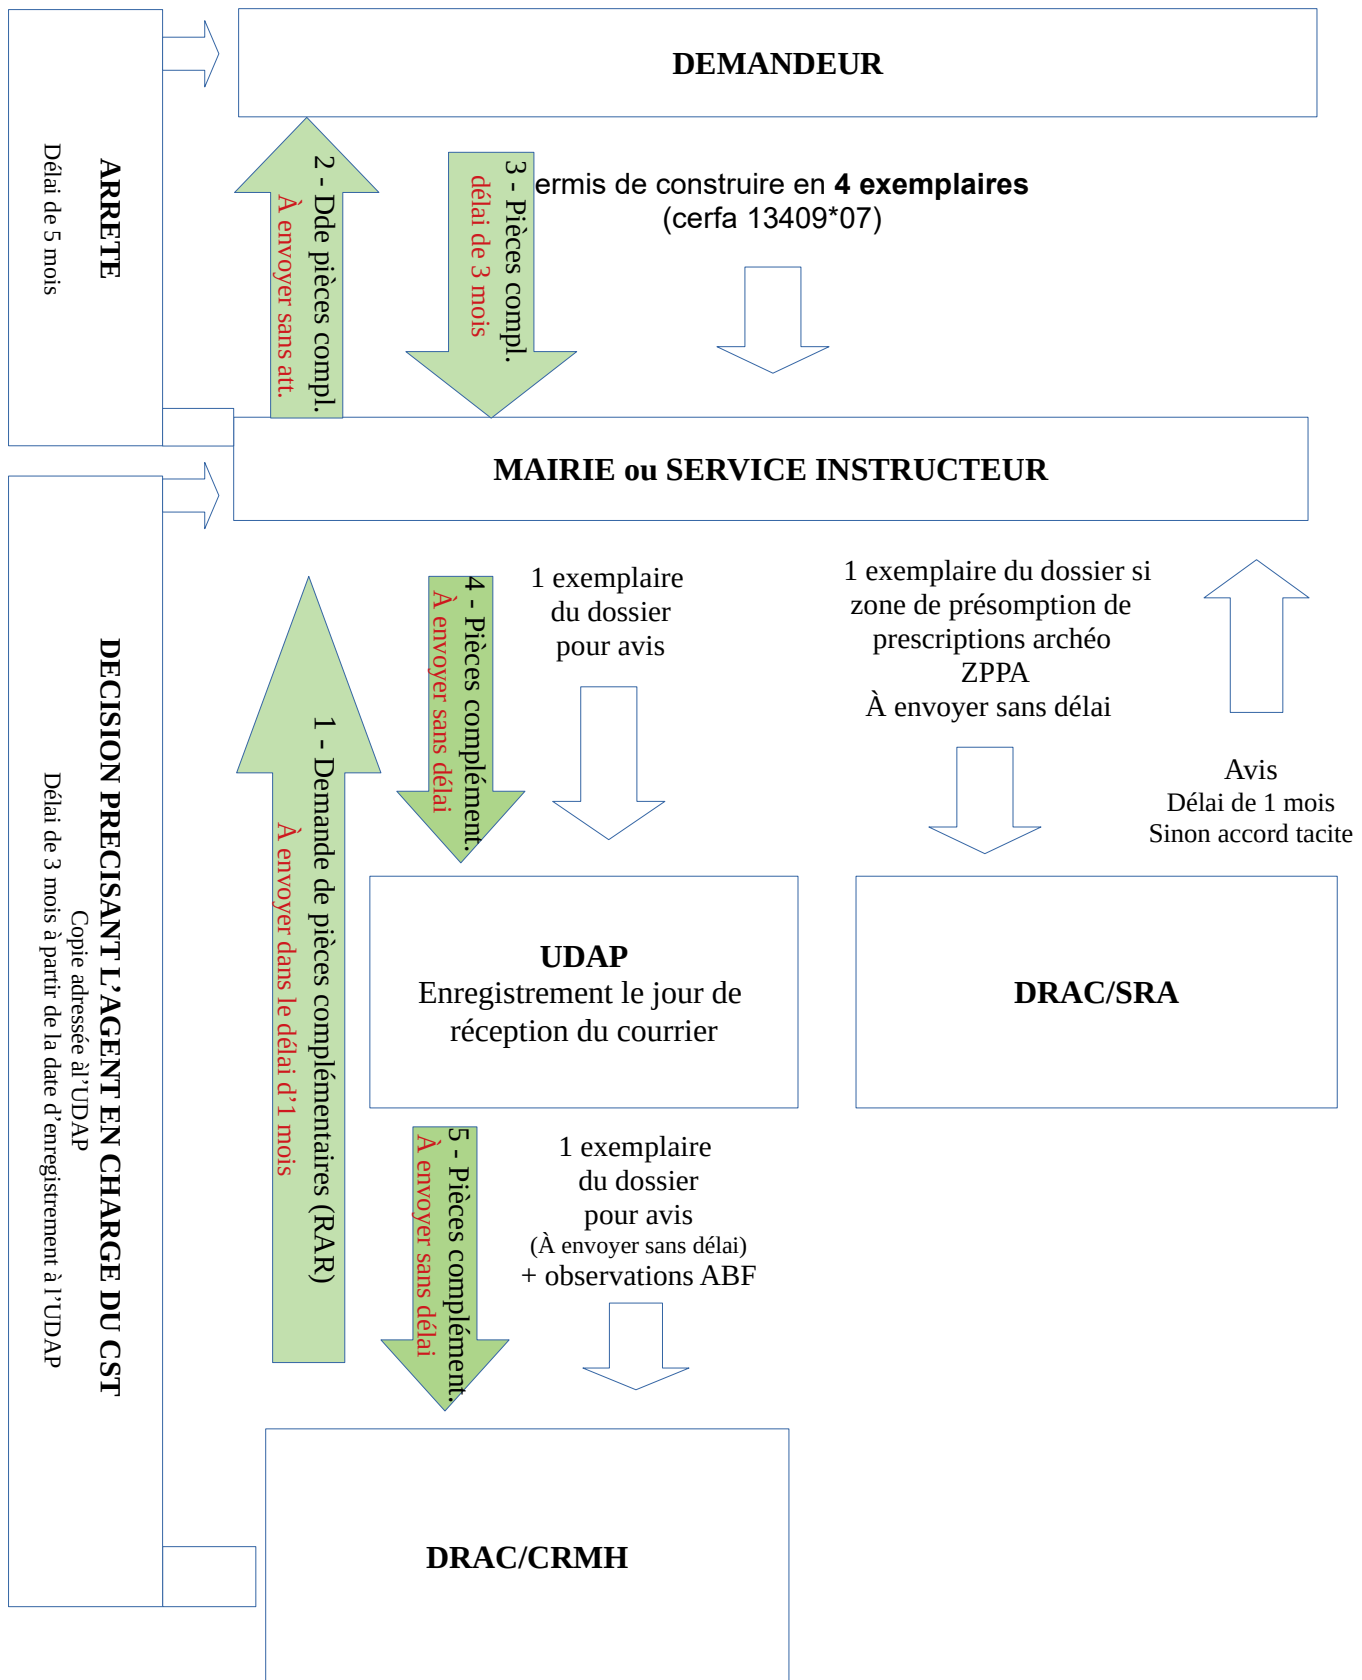 DEMANDEUR
ARRETE
Délai de 5 mois
2 - Dde pièces compl.
À envoyer sans att.
3 - Pièces compl.
délai de 3 mois
ermis de construire en 4 exemplaires
(cerfa 13409*07)
MAIRIE ou SERVICE INSTRUCTEUR
DECISION PRECISANT L'AGENT EN CHARGE DU CST
Copie adressée àl'UDAP
Délai de 3 mois à partir de la date d'enregistrement à l'UDAP
1 - Demande de pièces complémentaires (RAR)
À envoyer dans le délai d'1 mois
4 - Pièces complément.
À envoyer sans délai
1 exemplaire
du dossier
pour avis
1 exemplaire du dossier si
zone de présomption de
prescriptions archéo
ZPPA
À envoyer sans délai
Avis
Délai de 1 mois
Sinon accord tacite
UDAP
Enregistrement le jour de
réception du courrier
DRAC/SRA
5 - Pièces complément.
À envoyer sans délai
1 exemplaire
du dossier
pour avis
(À envoyer sans délai)
+ observations ABF
DRAC/CRMH